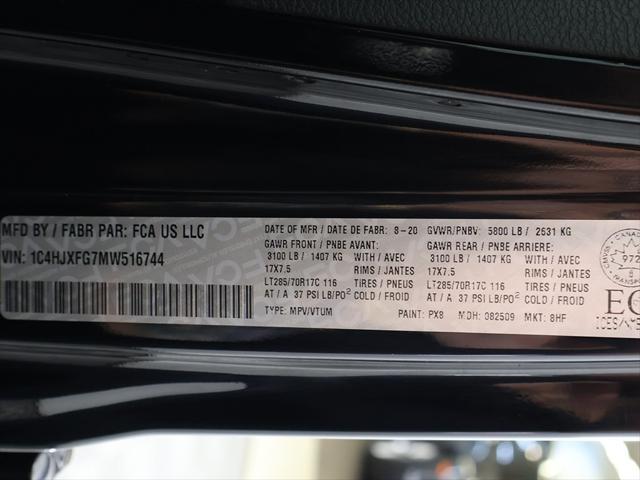 MFD BY / FABR PAR: FCA US LLC
VIN: 1C4HJXFG7MW516744
DATE OF MFR / DATE DE FABR: 8-20
GAWR FRONT / PNBE AVANT:
3100 LB / 1407 KG WITH / AVEC
17X7.5 RIMS / JANTES
LT285/70R17C 116 TIRES / PNEUS
AT / A 37 PSI LB/PO² COLD / FROID
TYPE: MPV/VTUM
GVWR/PNBV: 5800 LB / 2631 KG
GAWR REAR / PNBE ARRIERE:
3100 LB / 1407 KG WITH / AVEC
17X7.5 RIMS / JANTES
LT285/70R17C 116 TIRES / PNEUS
AT / A 37 PSI LB/PO² COLD / FROID
PAINT: PX8 MDH: 082509 MKT: 8HF
CANAD
972
EC
ICES/